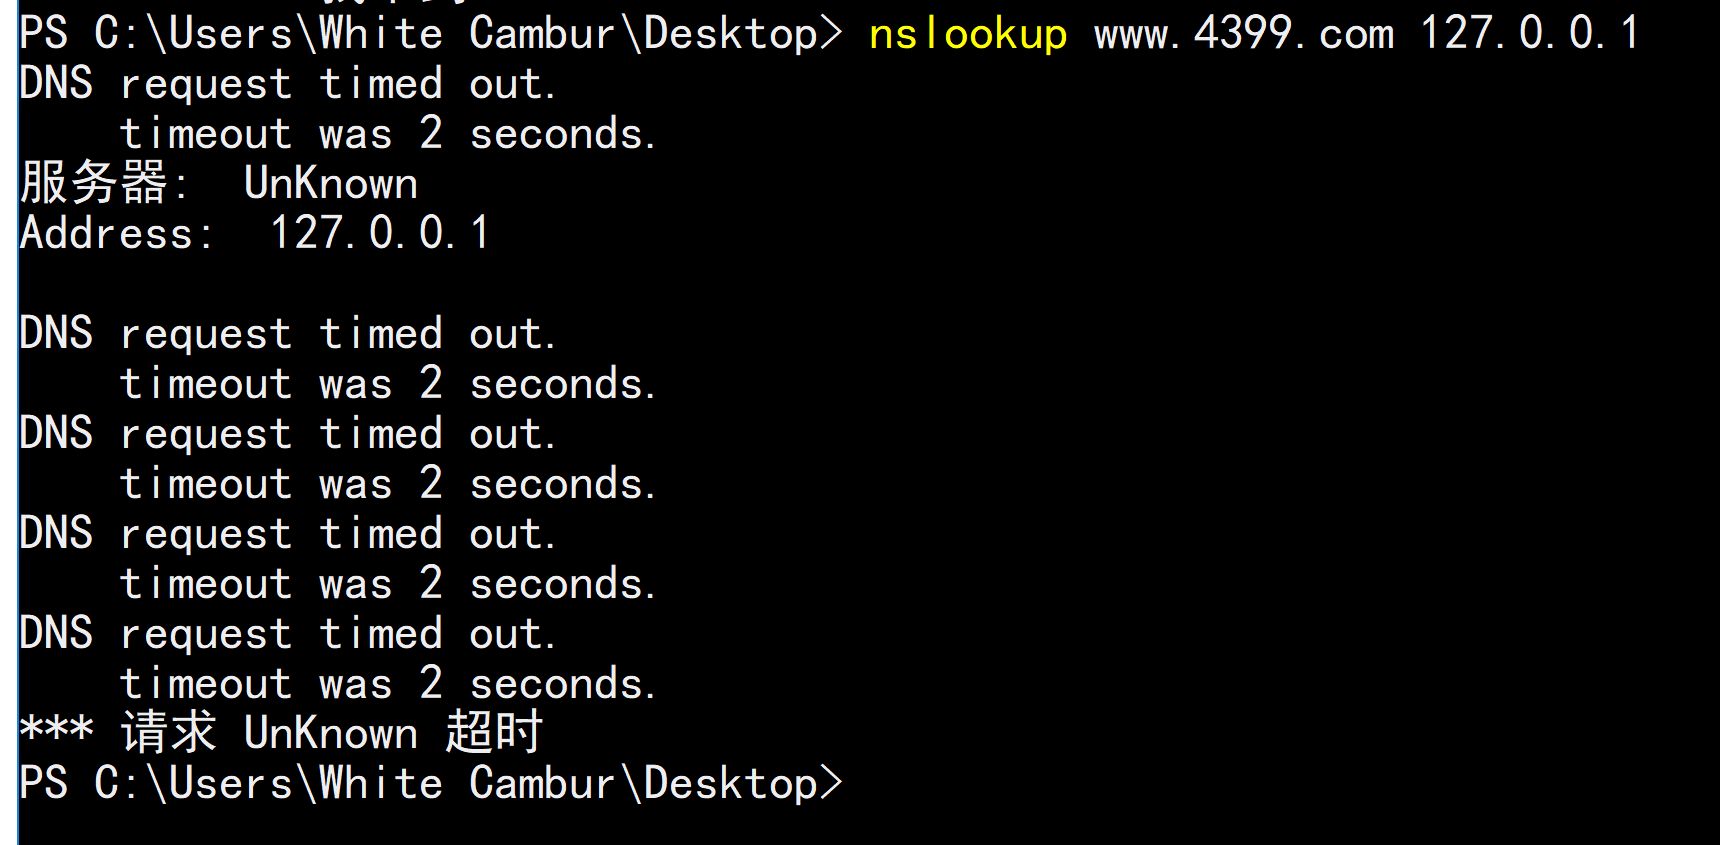 PS C:\Users\White Cambur\Desktop> nslookup www.4399.com 127.0.0.1
DNS request timed out.
    timeout was 2 seconds.
服务器:  UnKnown
Address:  127.0.0.1

DNS request timed out.
    timeout was 2 seconds.
DNS request timed out.
    timeout was 2 seconds.
DNS request timed out.
    timeout was 2 seconds.
DNS request timed out.
    timeout was 2 seconds.
*** 请求 UnKnown 超时
PS C:\Users\White Cambur\Desktop>